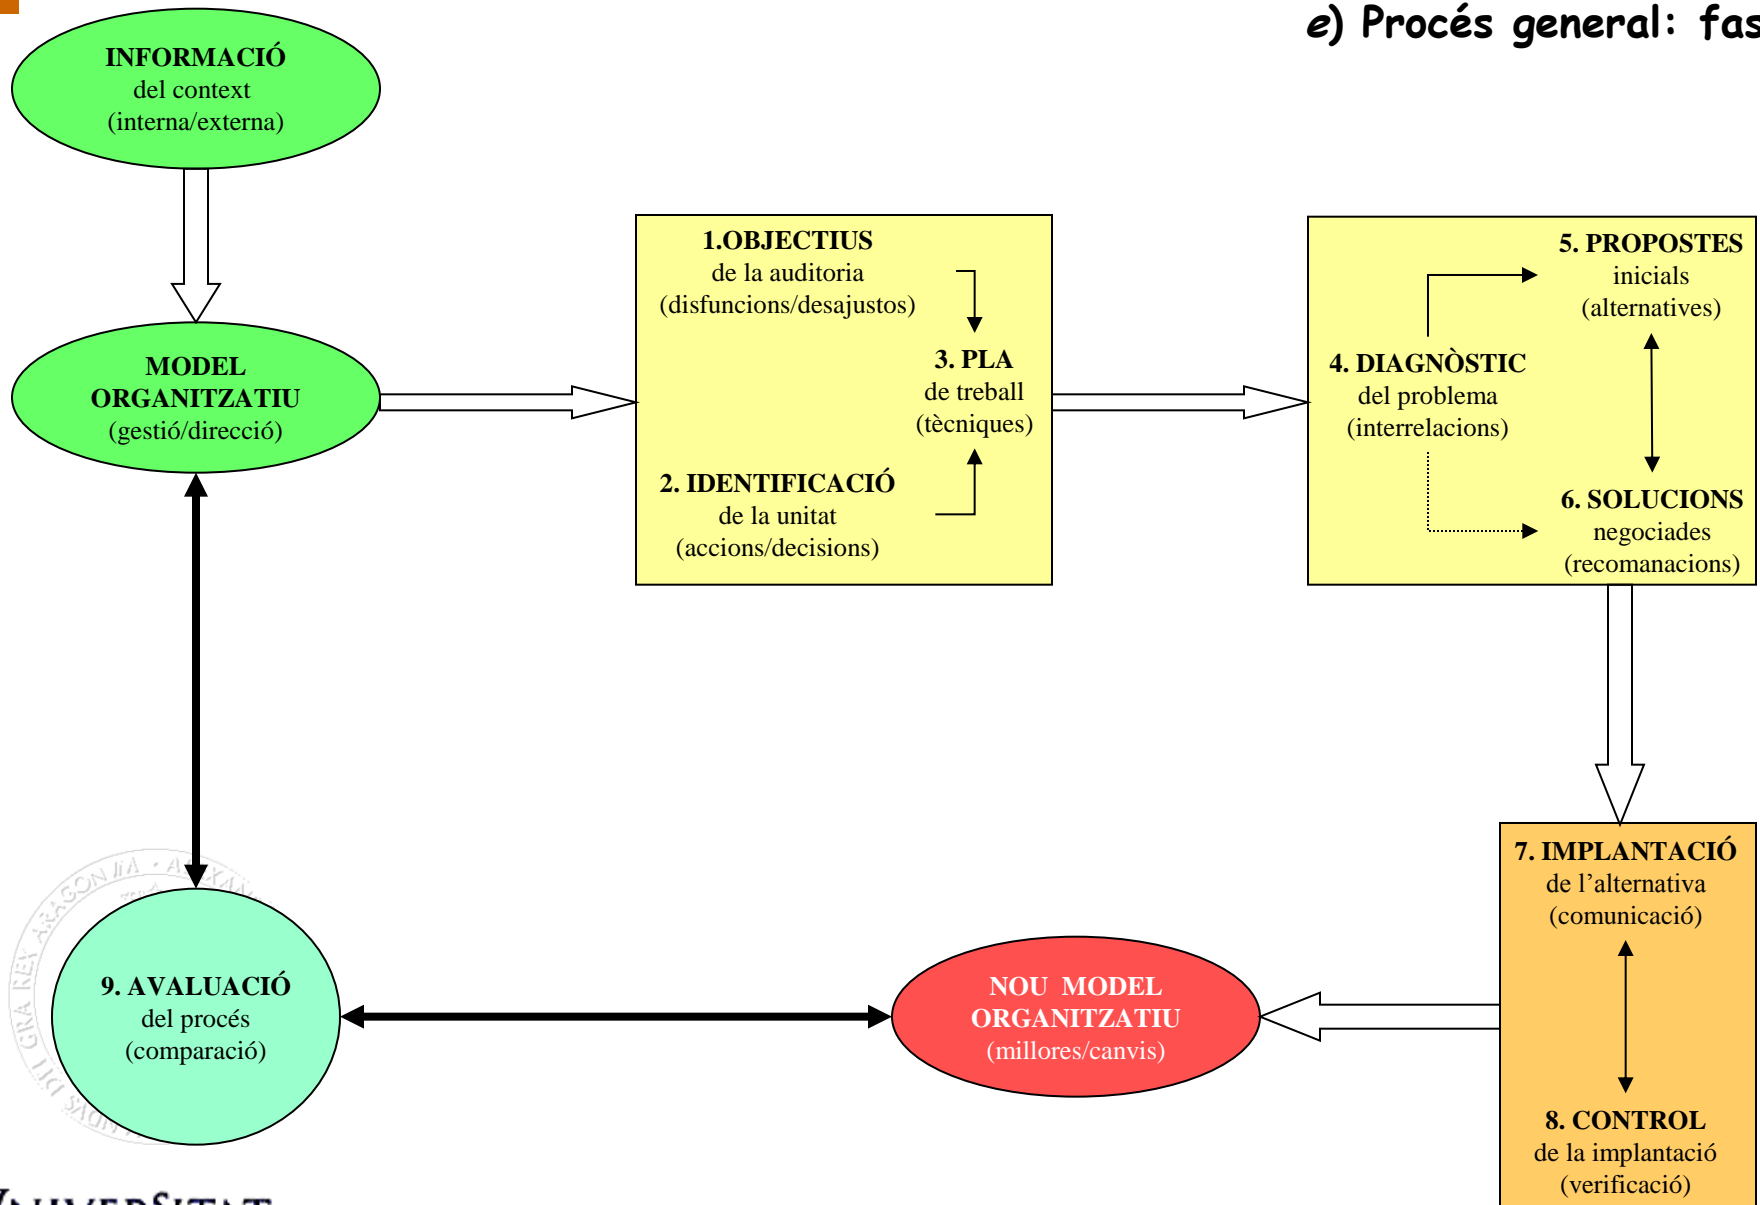 e) Procés general: fas
INFORMACIÓ
del context
(interna/externa)
MODEL
ORGANITZATIU
(gestió/direcció)
1.OBJECTIUS
de la auditoria
(disfuncions/desajustos)
2. IDENTIFICACIÓ
de la unitat
(accions/decisions)
3. PLA
de treball
(tècniques)
4. DIAGNÒSTIC
del problema
(interrelacions)
5. PROPOSTES
inicials
(alternatives)
6. SOLUCIONS
negociades
(recomanacions)
7. IMPLANTACIÓ
de l’alternativa
(comunicació)
8. CONTROL
de la implantació
(verificació)
NOU MODEL
ORGANITZATIU
(millores/canvis)
9. AVALUACIÓ
del procés
(comparació)
VNIVERSITAT